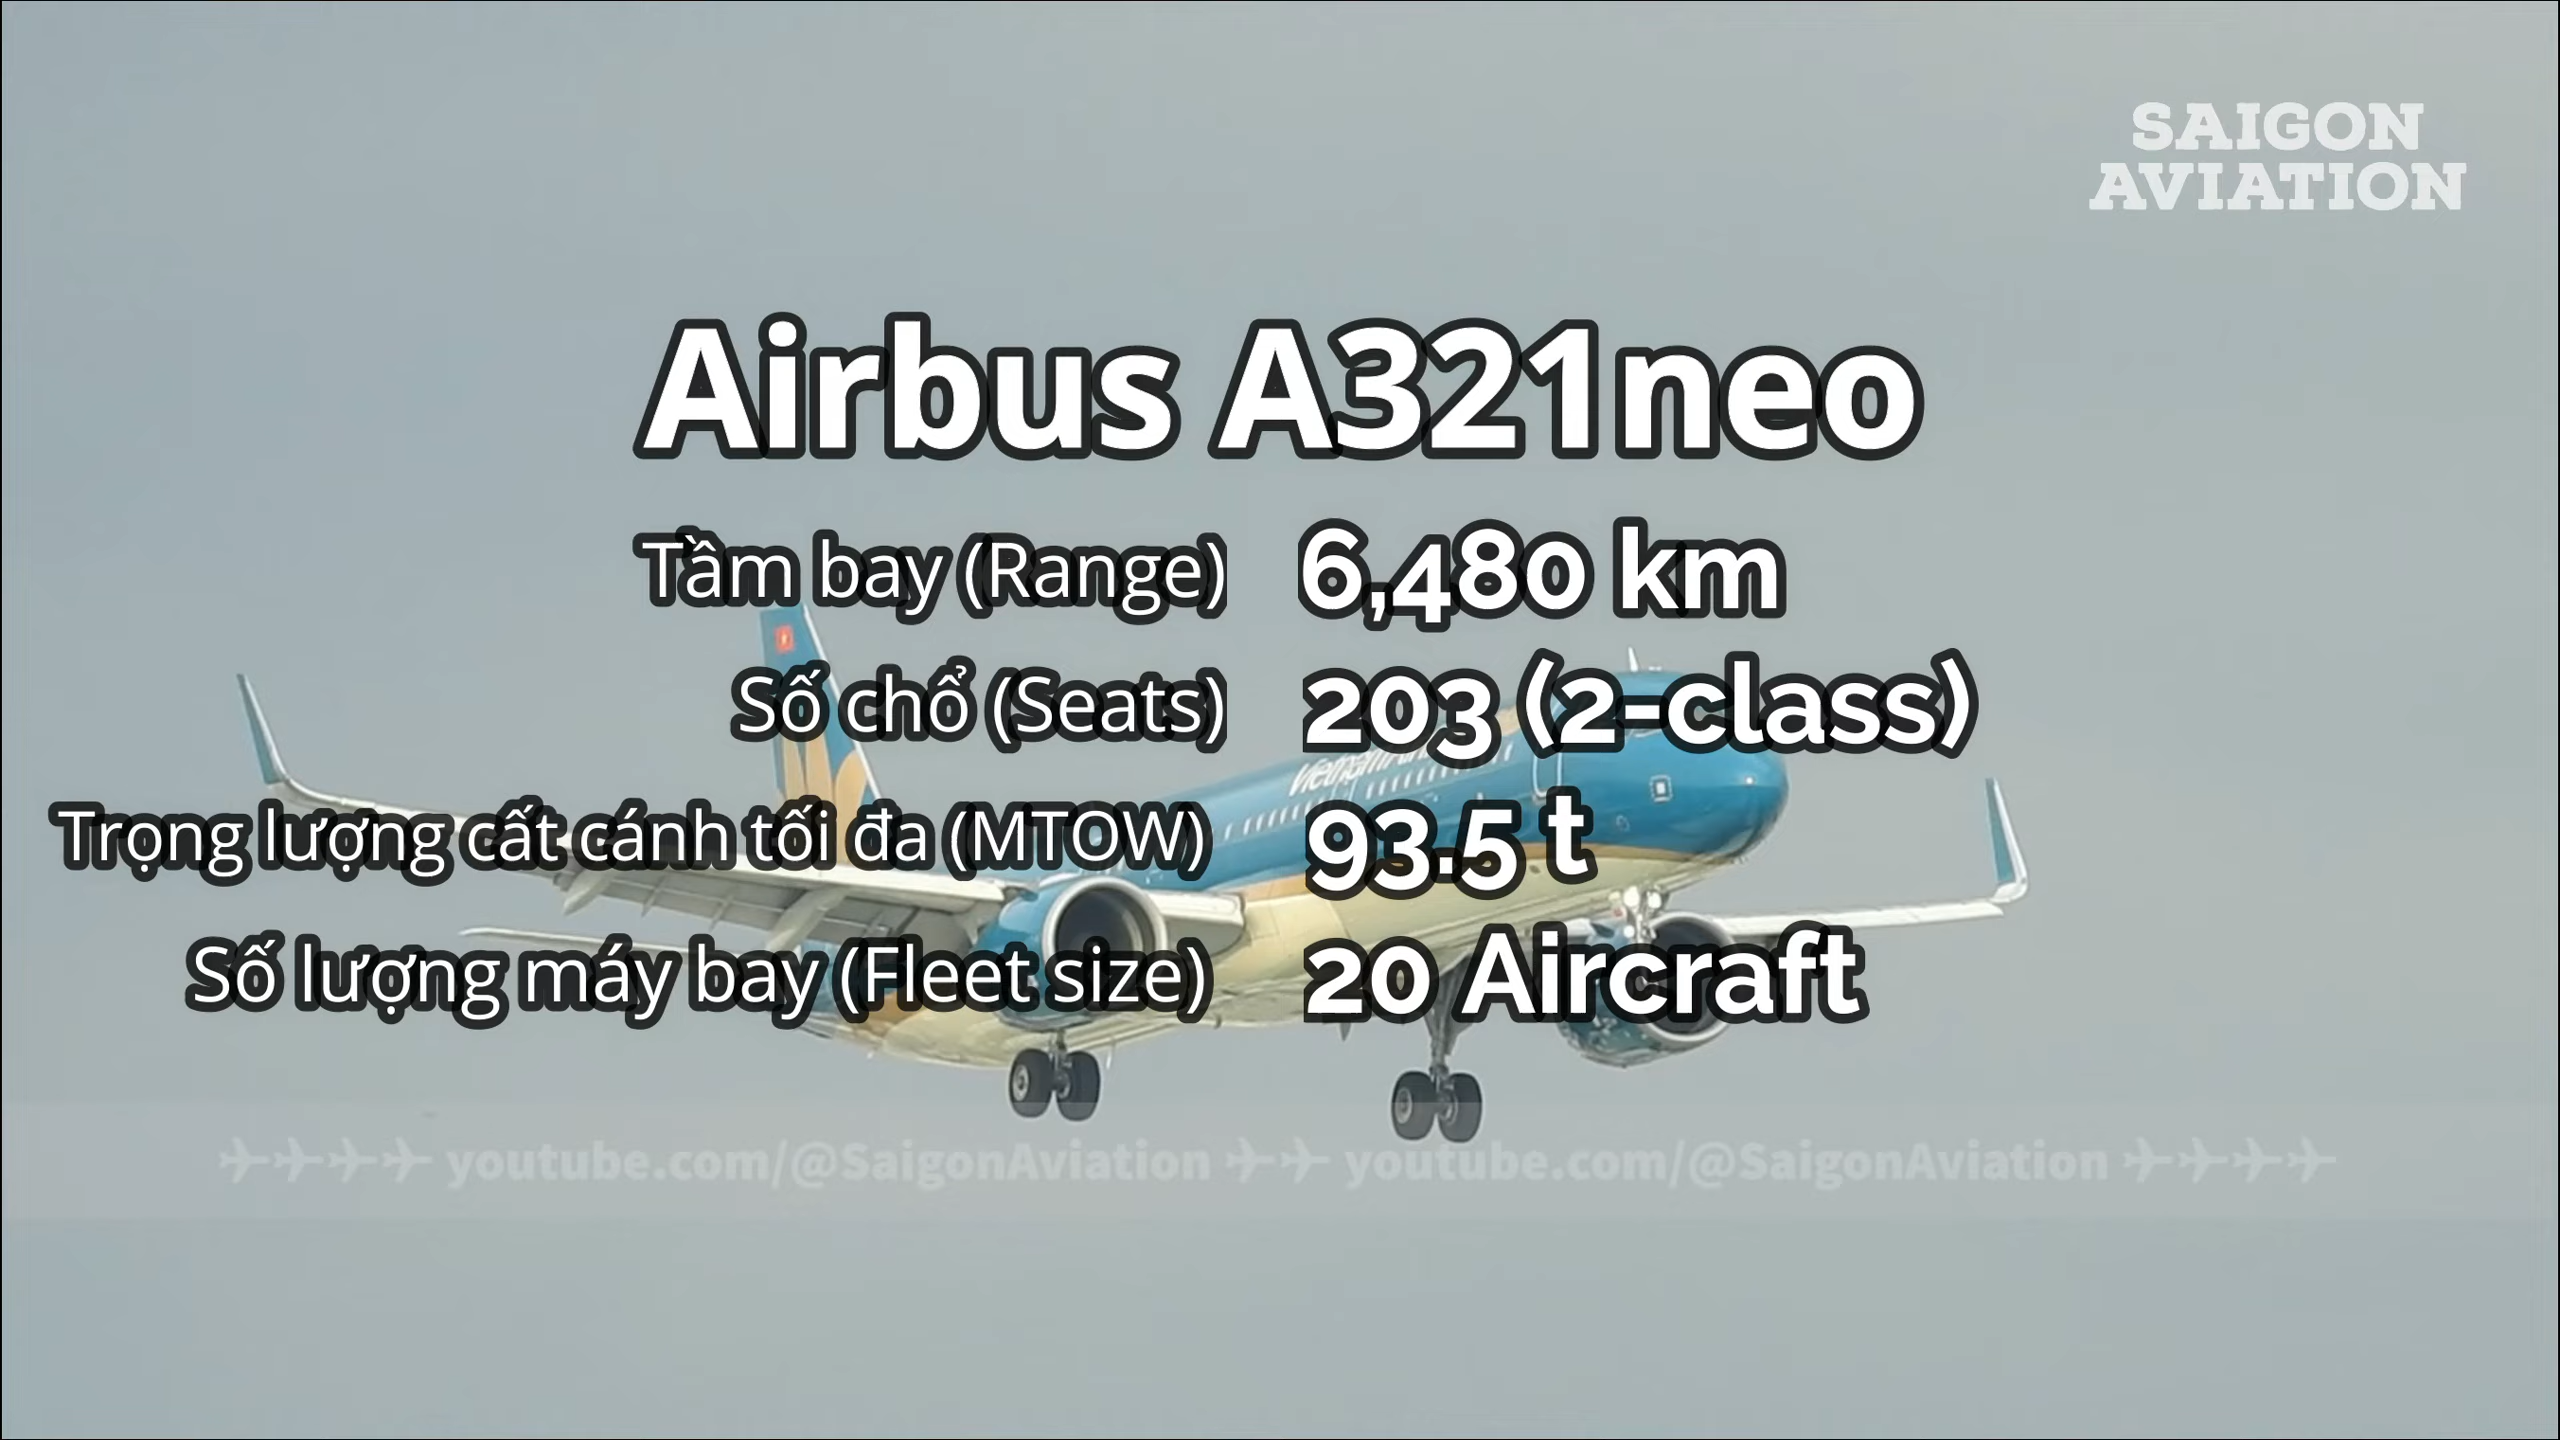 SAIGON
AVIATION
Airbus A321neo
Tầm bay (Range) 6,480 km
Số chổ (Seats) 203 (2-class)
Trọng lượng cất cánh tối đa (MTOW) 93.5 t
Số lượng máy bay (Fleet size) 20 Aircraft
youtube.com/@SaigonAviation youtube.com/@SaigonAviation